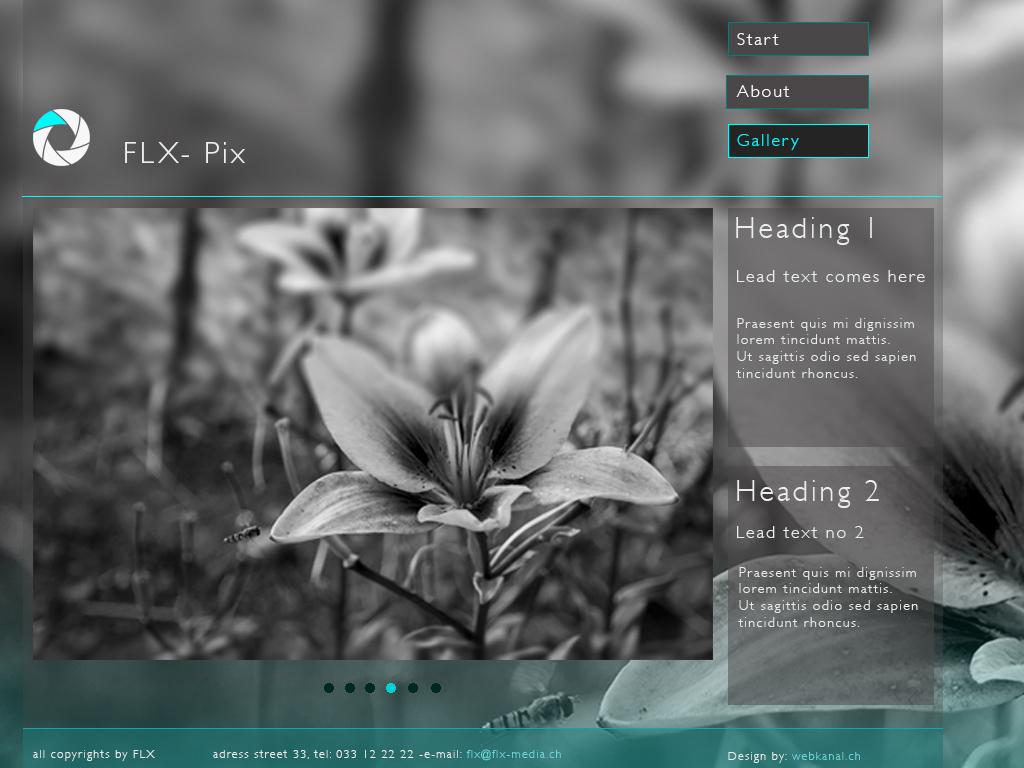 Start
About
Gallery
FLX- Pix
Heading 1
Lead text comes here
Praesent quis mi dignissim
lorem tincidunt mattis.
Ut sagittis odio sed sapien
tincidunt rhoncus.
Heading 2
Lead text no 2
Praesent quis mi dignissim
lorem tincidunt mattis.
Ut sagittis odio sed sapien
tincidunt rhoncus.
all copyrights by FLX
adress street 33, tel: 033 12 22 22 -e-mail: flx@flx-media.ch
Design by: webkanal.ch